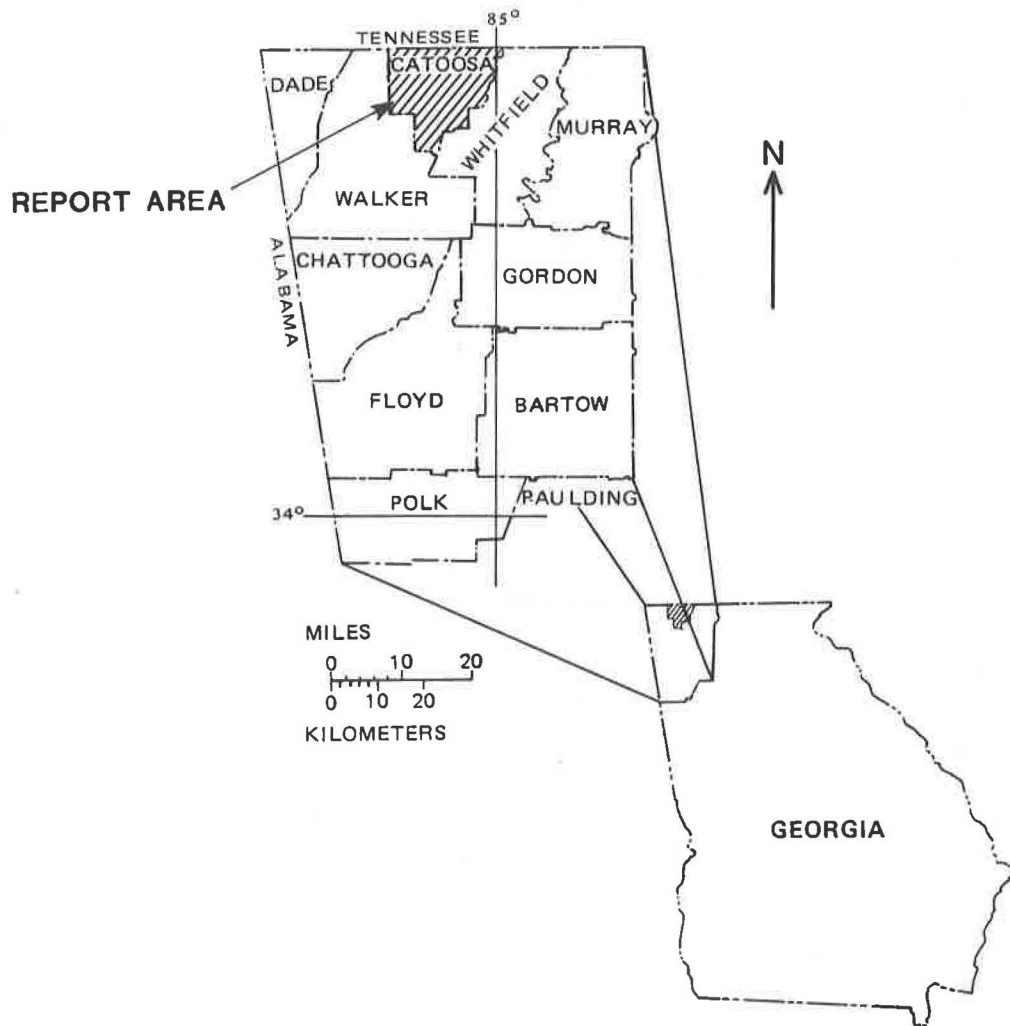 85°
TENNESSEE
CATOOSA
DADE
WHITFIELD
MURRAY
N
REPORT AREA
WALKER
ALABAMA
CHATTOOGA
GORDON
FLOYD
BARTOW
POLK
PAULDING
34°
MILES
0 10 20
0 10 20
KILOMETERS
GEORGIA